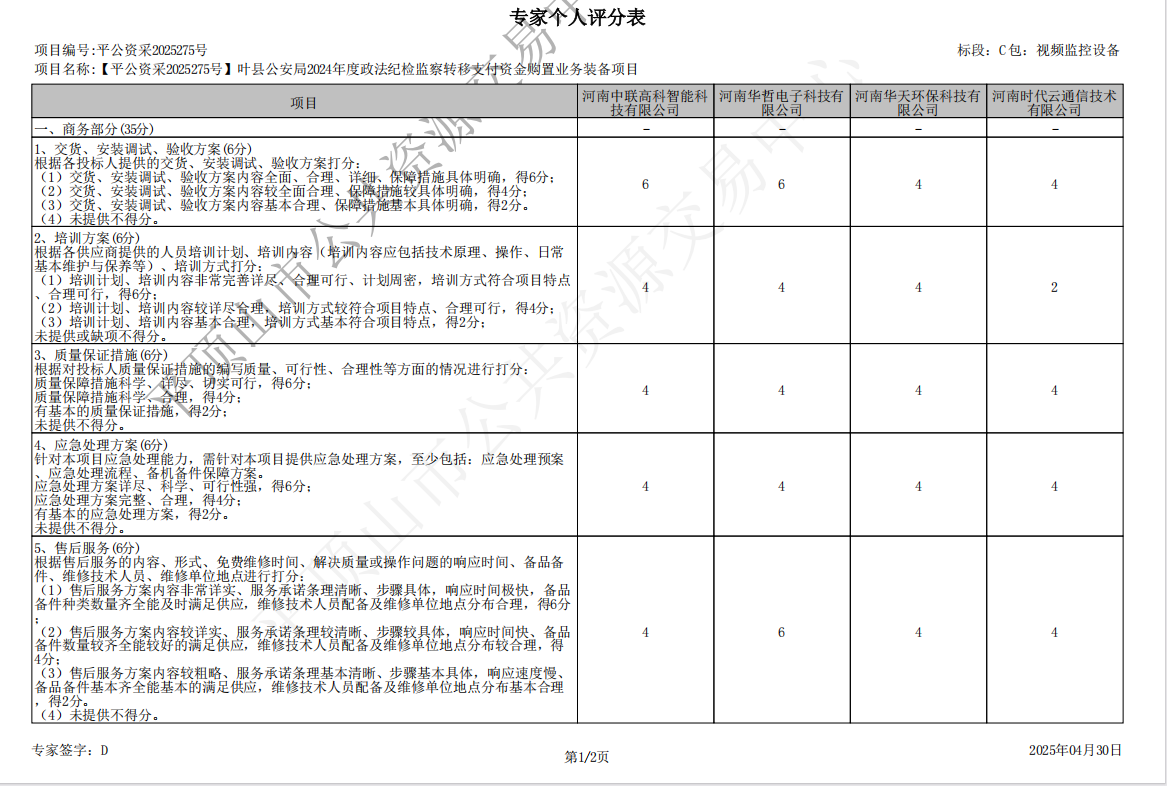 专家个人评分表
项目编号:平公资采2025275号
标段: C包: 视频监控设备
项目名称:【平公资采2025275号】叶县公安局2024年度政法纪检监察转移支付资金购置业务装备项目
项目
河南中联高科智能科
技有限公司
河南华哲电子科技有
限公司
河南华天环保科技有
限公司
河南时代云通信技术
有限公司
一、商务部分(35分)
-
-
-
-
1、交货、安装调试、验收方案(6分)
根据各投标人提供的交货、安装调试、验收方案打分:
(1)交货、安装调试、验收方案内容全面、合理、详细、保障措施具体明确,得6分;
(2)交货、安装调试、验收方案内容较全面合理、保障措施较具体明确,得4分;
(3)交货、安装调试、验收方案内容基本合理、保障措施基本具体明确,得2分。
(4)未提供不得分。
6
6
4
4
2、培训方案(6分)
根据各供应商提供的人员培训计划、培训内容(培训内容应包括技术原理、操作、日常
基本维护与保养等)、培训方式打分:
(1)培训计划、培训内容非常完善详尽、合理可行、计划周密,培训方式符合项目特点
、合理可行,得6分;
(2)培训计划、培训内容较详尽合理,培训方式较符合项目特点、合理可行,得4分;
(3)培训计划、培训内容基本合理,培训方式基本符合项目特点,得2分;
未提供或缺项不得分。
4
4
4
2
3、质量保证措施(6分)
根据对投标人质量保证措施的编写质量、可行性、合理性等方面的情况进行打分:
质量保障措施科学、详尽、切实可行,得6分;
质量保障措施科学、合理,得4分;
有基本的质量保证措施,得2分;
未提供不得分。
4
4
4
4
4、应急处理方案(6分)
针对本项目应急处理能力,需针对本项目提供应急处理方案,至少包括: 应急处理预案
、应急处理流程、备机备件保障方案。
应急处理方案详尽、科学、可行性强,得6分;
应急处理方案完整、合理,得4分;
有基本的应急处理方案,得2分。
未提供不得分。
4
4
4
4
5、售后服务(6分)
根据售后服务的内容、形式、免费维修时间、解决质量或操作问题的响应时间、备品备
件、维修技术人员、维修单位地点进行打分:
(1)售后服务方案内容非常详实、服务承诺条理清晰、步骤具体,响应时间极快,备品
备件种类数量齐全能及时满足供应,维修技术人员配备及维修单位地点分布合理,得6分
;
(2)售后服务方案内容较详实、服务承诺条理较清晰、步骤较具体,响应时间快、备品
备件数量较齐全能较好的满足供应,维修技术人员配备及维修单位地点分布较合理,得
4分;
(3)售后服务方案内容较粗略、服务承诺条理基本清晰、步骤基本具体,响应速度慢、
备品备件基本齐全能基本的满足供应,维修技术人员配备及维修单位地点分布基本合理
,得2分。
(4)未提供不得分。
4
6
4
4
专家签字: D
第1/2页
2025年04月30日
平顶山市公共资源交易中心
平顶山市公共资源交易中心